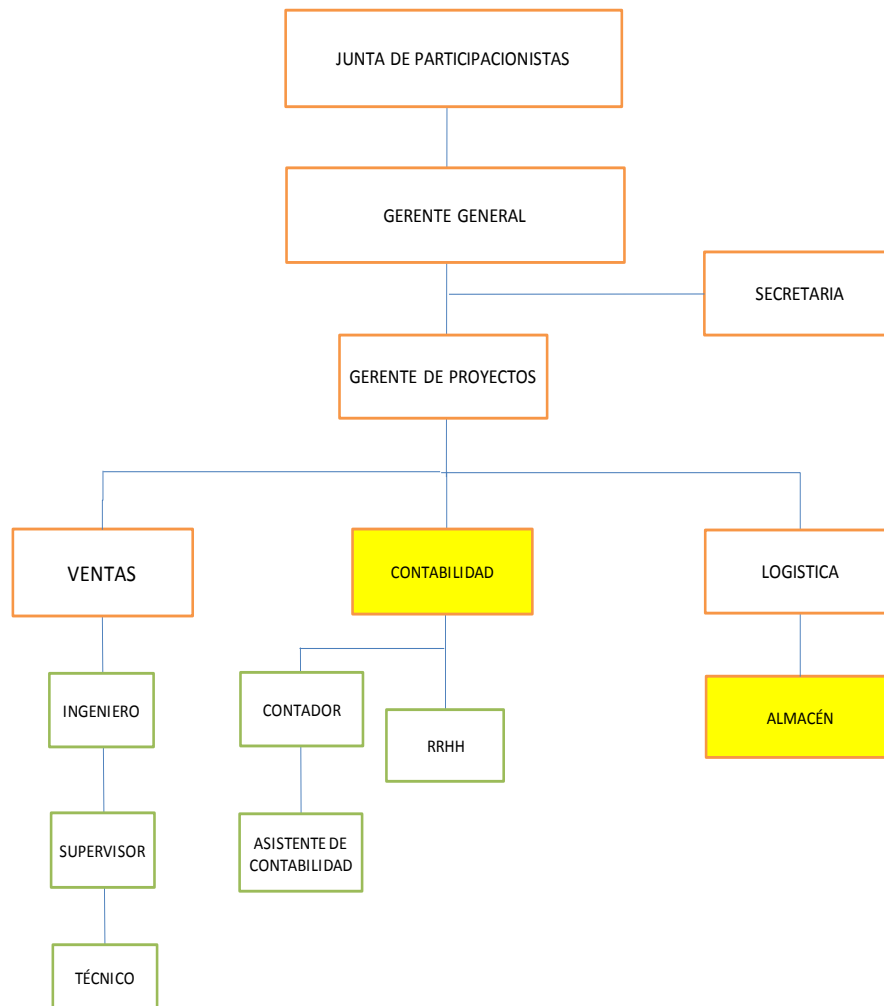 JUNTA DE PARTICIPACIONISTAS
GERENTE GENERAL
SECRETARIA
GERENTE DE PROYECTOS
VENTAS
CONTABILIDAD
LOGISTICA
INGENIERO
CONTADOR
RRHH
ALMACÉN
SUPERVISOR
ASISTENTE DE
CONTABILIDAD
TÉCNICO